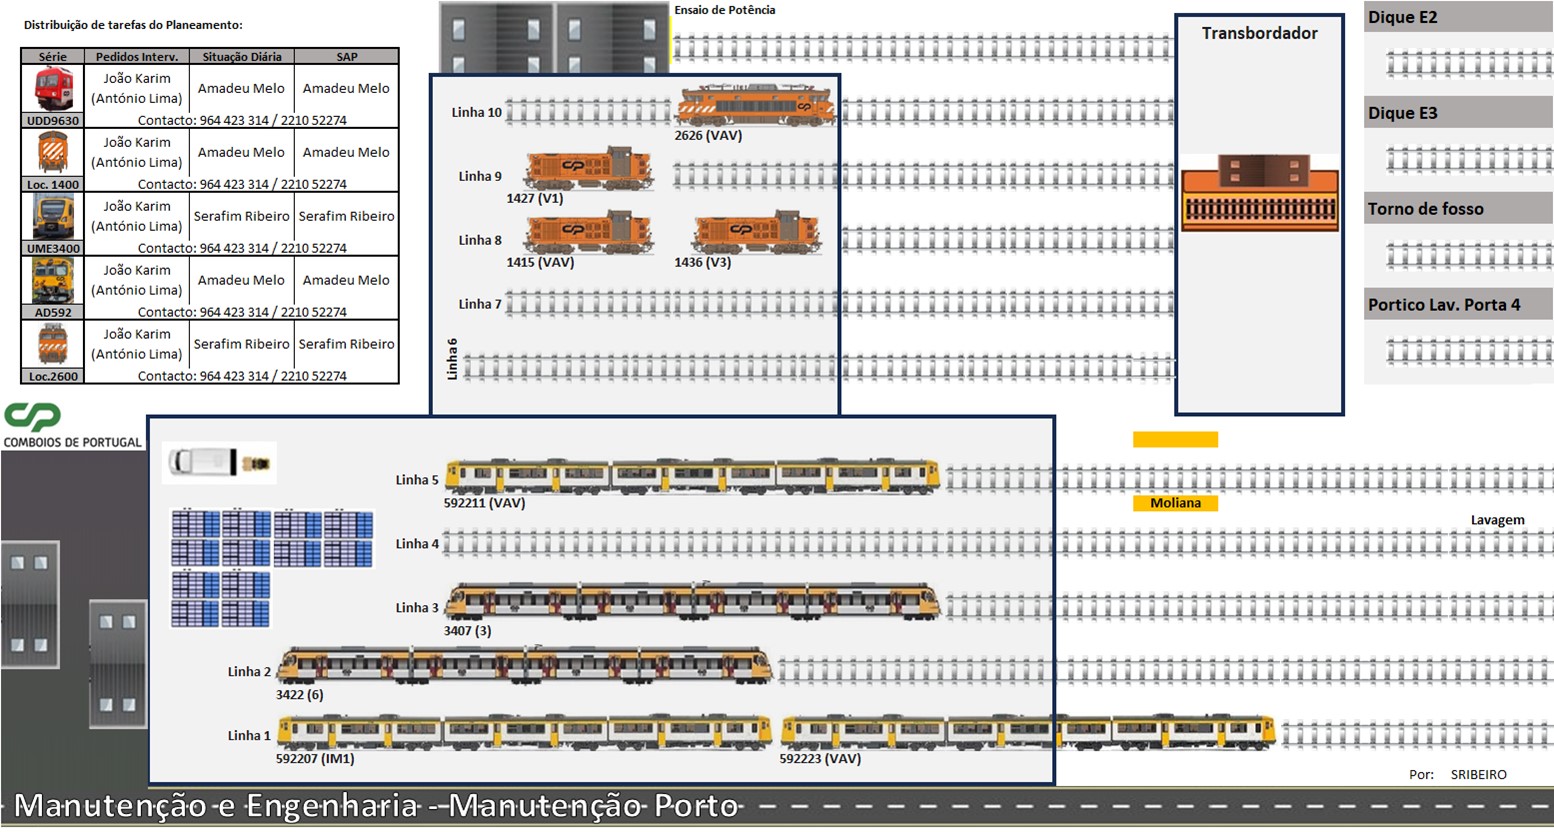 Distribuição de tarefas do Planeamento:
Série Pedidos Interv. Situação Diária SAP
João Karim
(António Lima) Amadeu Melo Amadeu Melo
UDD9630 Contacto: 964 423 314 / 2210 52274
João Karim
(António Lima) Amadeu Melo Amadeu Melo
Loc. 1400 Contacto: 964 423 314 / 2210 52274
João Karim
(António Lima) Serafim Ribeiro Serafim Ribeiro
UME3400 Contacto: 964 423 314 / 2210 52274
João Karim
(António Lima) Amadeu Melo Amadeu Melo
AD592 Contacto: 964 423 314 / 2210 52274
João Karim
(António Lima) Serafim Ribeiro Serafim Ribeiro
Loc.2600 Contacto: 964 423 314 / 2210 52274
CP
COMBOIOS DE PORTUGAL
Ensaio de Potência
Linha 10
2626 (VAV)
Linha 9
1427 (V1)
Linha 8
1415 (VAV) 1436 (V3)
Linha 7
Linha 6
Transbordador
Dique E2
Dique E3
Torno de fosso
Portico Lav. Porta 4
Linha 5
592211 (VAV)
Moliana
Lavagem
Linha 4
Linha 3
3407 (3)
Linha 2
3422 (6)
Linha 1
592207 (IM1) 592223 (VAV)
Por: SRIBEIRO
Manutenção e Engenharia - Manutenção Porto